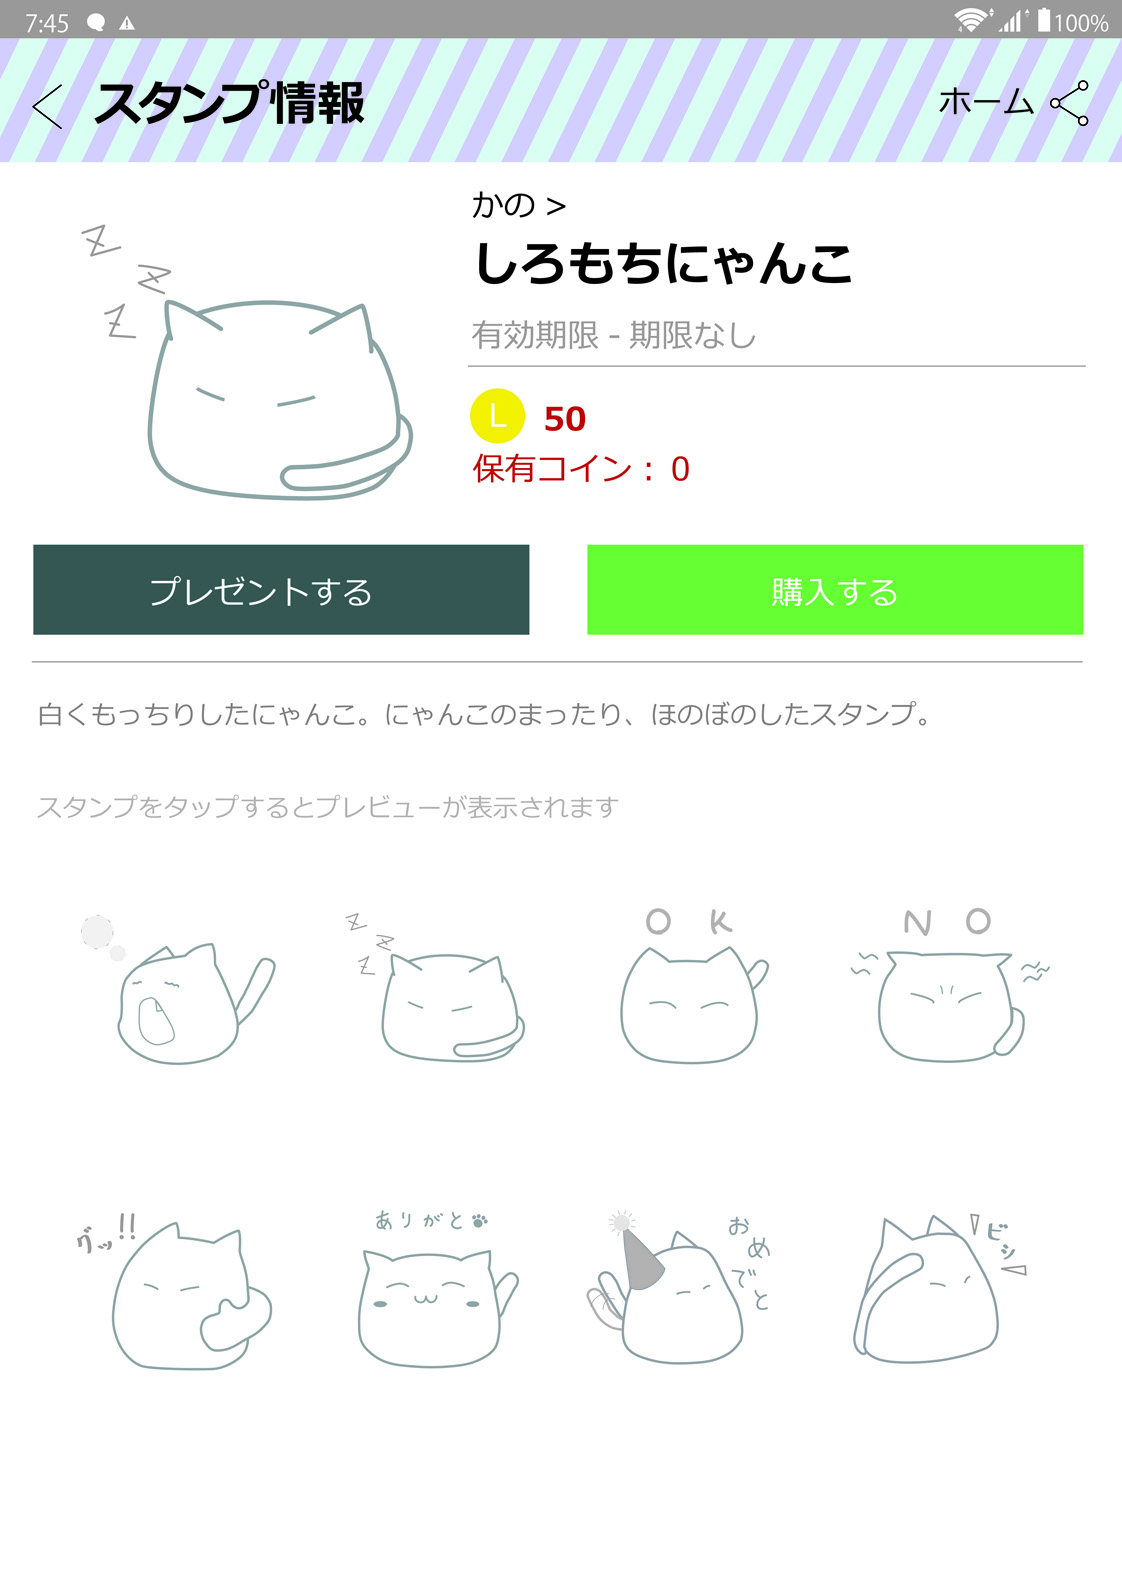 7:45 100%
スタンプ情報
ホーム
かの >
しろもちにゃんこ
有効期限 - 期限なし
L 50
保有コイン : 0
プレゼントする
購入する
白くもっちりしたにゃんこ。にゃんこのまったり、ほのぼのしたスタンプ。
スタンプをタップするとプレビューが表示されます
z z z
z z z
O K
N O
グッ!!
ありがと
おめでと
ビシ